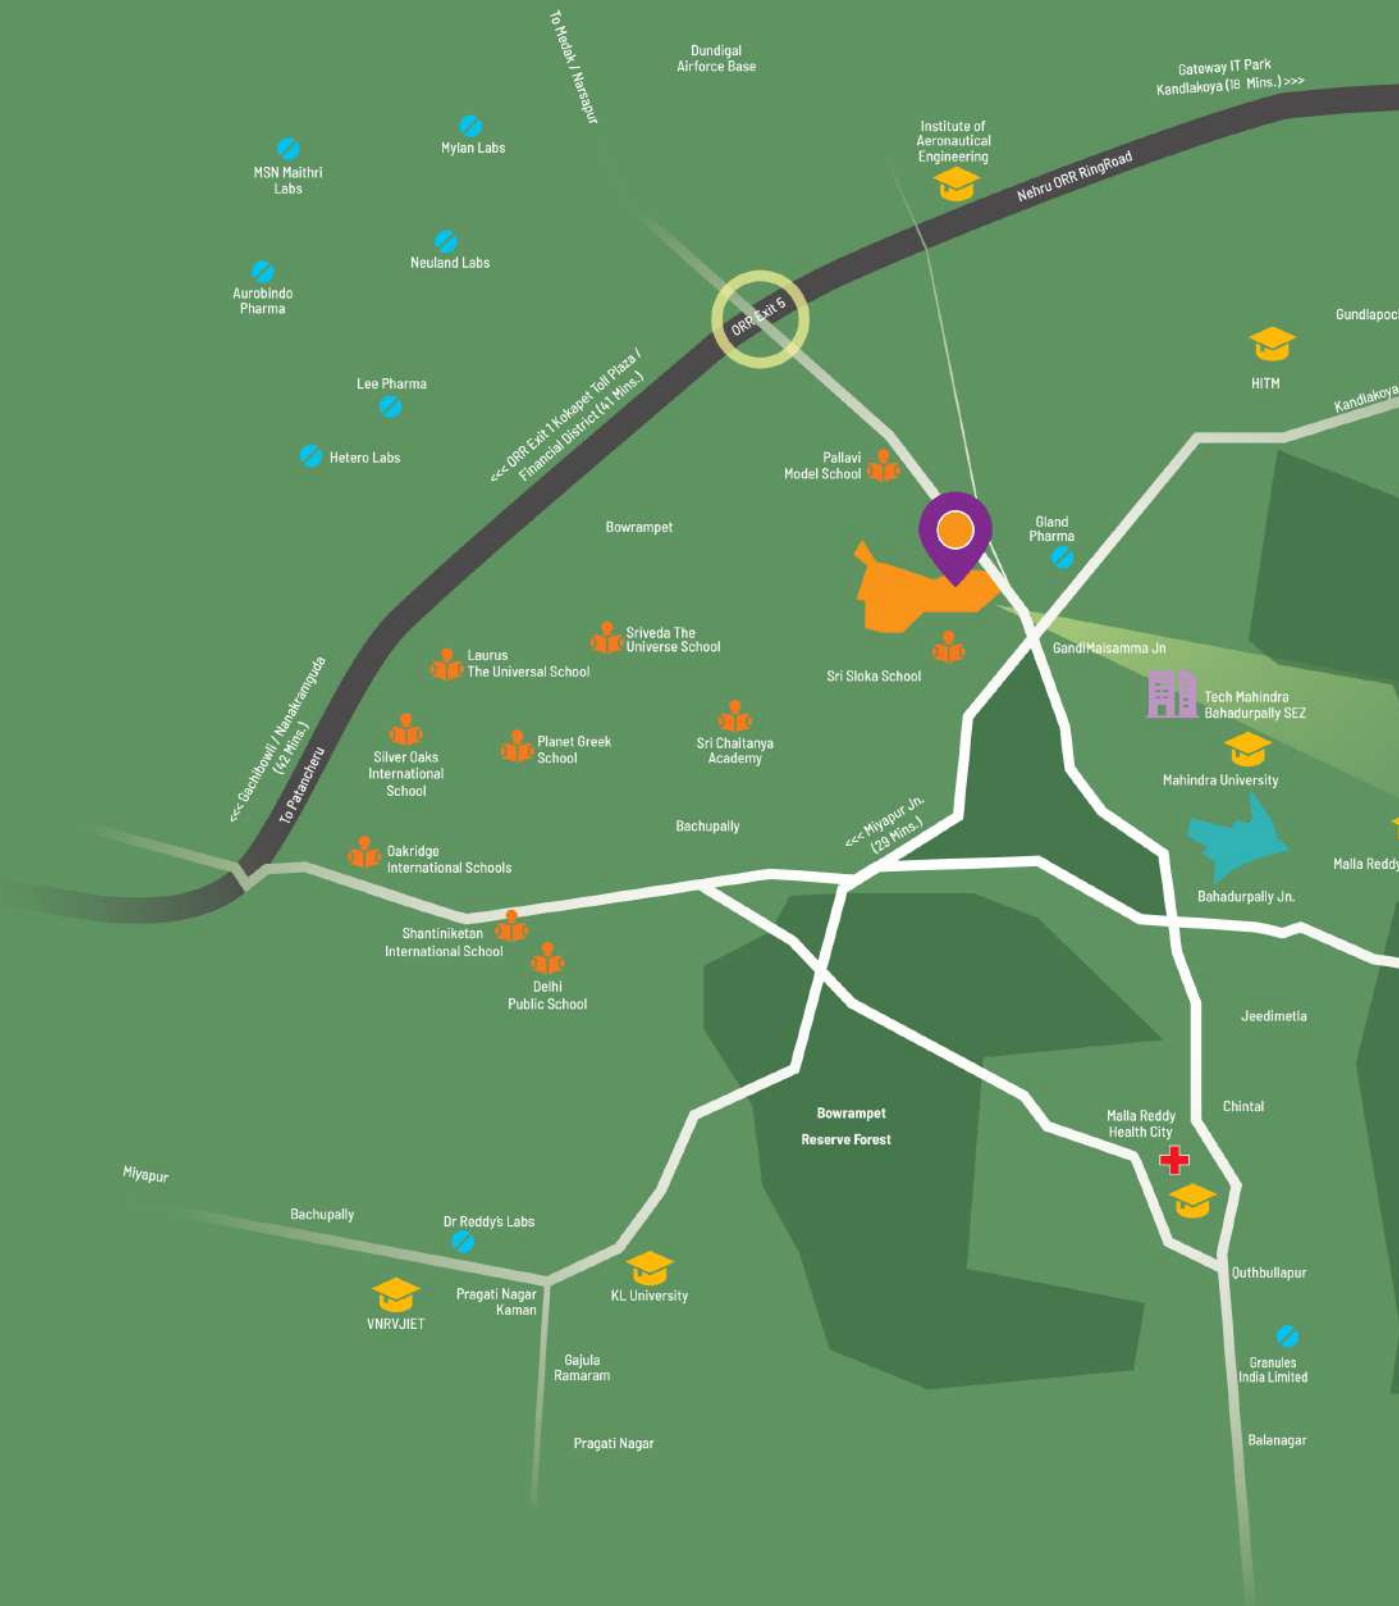 To Medak / Narsapur
Dundigal
Airforce Base
Gateway IT Park
Kandlakoya (18 Mins.) >>>
Institute of
Aeronautical
Engineering
Nehru ORR RingRoad
Mylan Labs
MSN Maithri
Labs
Neuland Labs
Aurobindo
Pharma
ORR Exit 5
Gundlapoc
HITM
Kandlakoya
<<< ORR Exit 1 Kokapet Toll Plaza /
Financial District (41 Mins.)
Lee Pharma
Hetero Labs
Pallavi
Model School
Bowrampet
Gland
Pharma
Sriveda The
Universe School
Laurus
The Universal School
Sri Sloka School
GandiMaisamma Jn
Tech Mahindra
Bahadurpally SEZ
<<< Gachibowli / Nanakramguda
(42 Mins.)
To Patancheru
Silver Oaks
International
School
Planet Greek
School
Sri Chaitanya
Academy
Mahindra University
Bachupally
<<< Miyapur Jn.
(29 Mins.)
Oakridge
International Schools
Malla Reddy
Bahadurpally Jn.
Shantiniketan
International School
Delhi
Public School
Jeedimetla
Bowrampet
Reserve Forest
Malla Reddy
Health City
Chintal
Miyapur
Bachupally
Dr Reddy's Labs
Pragati Nagar
Kaman
KL University
VNRVJIET
Quthbullapur
Gajula
Ramaram
Granules
India Limited
Pragati Nagar
Balanagar